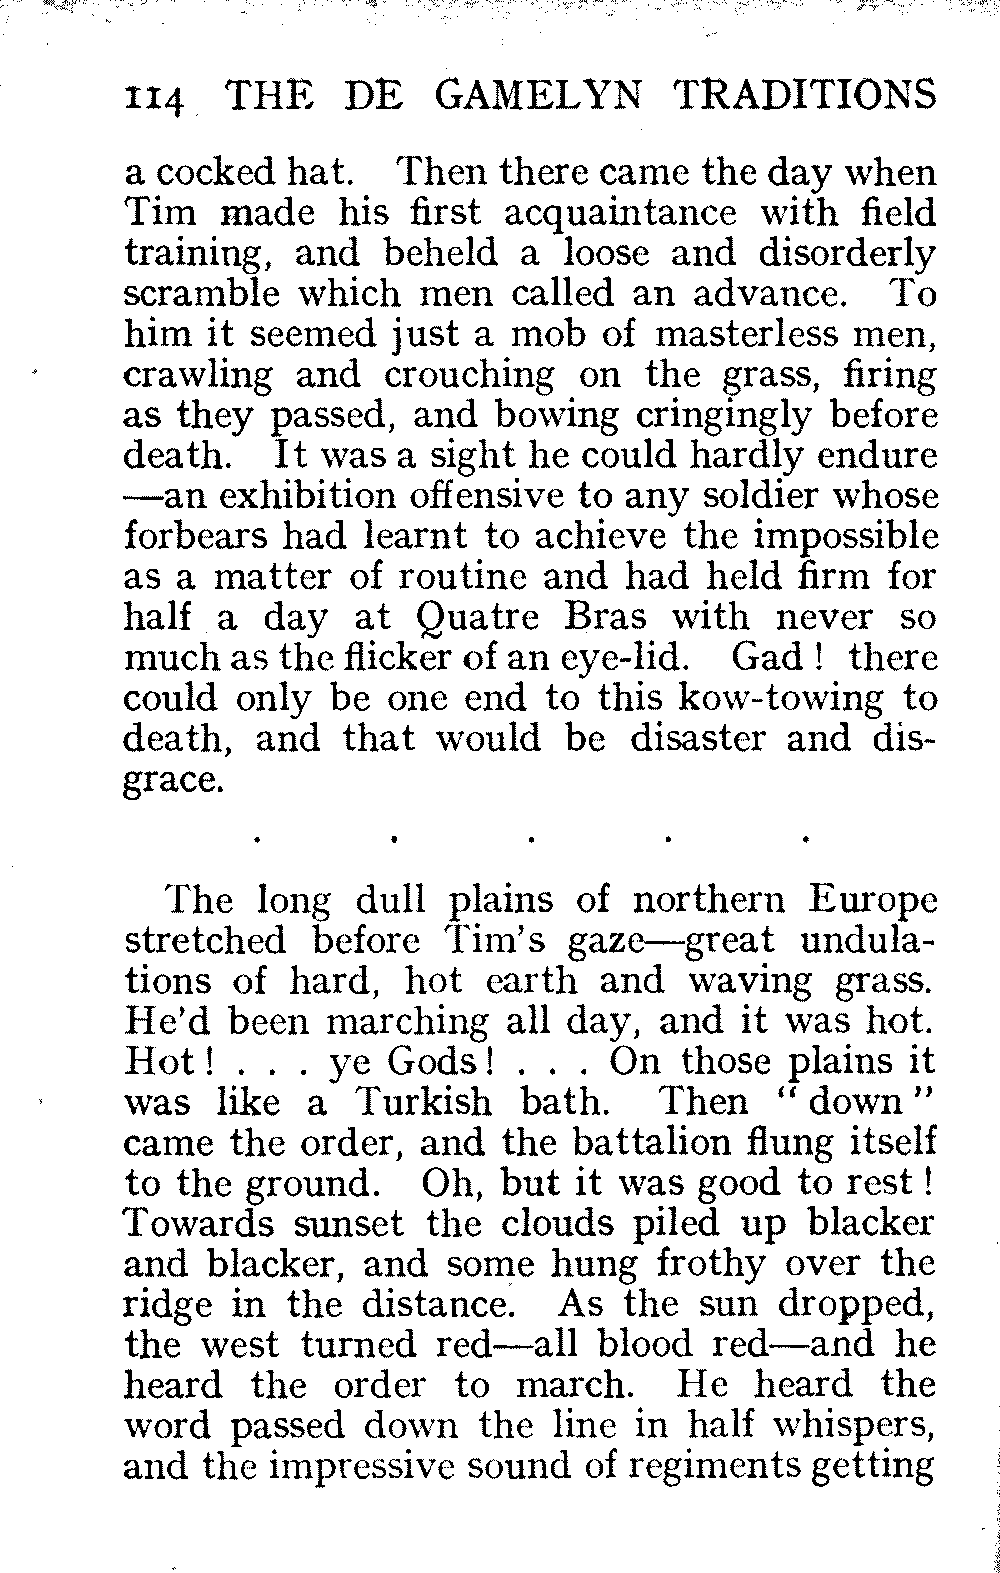 114 THE DE GAMELYN TRADITIONS
a cocked hat. Then there came the day when
Tim made his first acquaintance with field
training, and beheld a loose and disorderly
scramble which men called an advance. To
him it seemed just a mob of masterless men,
crawling and crouching on the grass, firing
as they passed, and bowing cringingly before
death. It was a sight he could hardly endure
—an exhibition offensive to any soldier whose
forbears had learnt to achieve the impossible
as a matter of routine and had held firm for
half a day at Quatre Bras with never so
much as the flicker of an eye-lid. Gad! there
could only be one end to this kow-towing to
death, and that would be disaster and dis-
grace.
. . . . .
The long dull plains of northern Europe
stretched before Tim's gaze—great undula-
tions of hard, hot earth and waving grass.
He'd been marching all day, and it was hot.
Hot! . . . ye Gods! . . . On those plains it
was like a Turkish bath. Then "down"
came the order, and the battalion flung itself
to the ground. Oh, but it was good to rest!
Towards sunset the clouds piled up blacker
and blacker, and some hung frothy over the
ridge in the distance. As the sun dropped,
the west turned red—all blood red—and he
heard the order to march. He heard the
word passed down the line in half whispers,
and the impressive sound of regiments getting